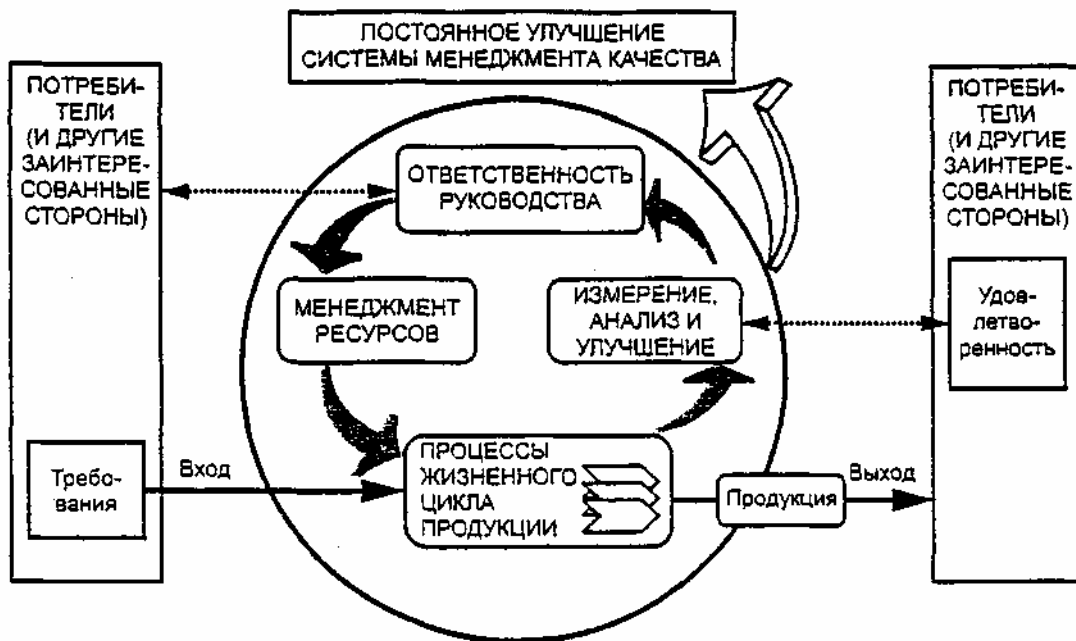 ПОСТОЯННОЕ УЛУЧШЕНИЕ
СИСТЕМЫ МЕНЕДЖМЕНТА КАЧЕСТВА
ПОТРЕБИ-
ТЕЛИ
(И ДРУГИЕ
ЗАИНТЕРЕ-
СОВАННЫЕ
СТОРОНЫ)
ОТВЕТСТВЕННОСТЬ
РУКОВОДСТВА
ПОТРЕБИ-
ТЕЛИ
(И ДРУГИЕ
ЗАИНТЕРЕ-
СОВАННЫЕ
СТОРОНЫ)
МЕНЕДЖМЕНТ
РЕСУРСОВ
ИЗМЕРЕНИЕ,
АНАЛИЗ И
УЛУЧШЕНИЕ
Удов-
летво-
ренность
Требо-
вания
Вход
ПРОЦЕССЫ
ЖИЗНЕННОГО
ЦИКЛА
ПРОДУКЦИИ
Продукция
Выход